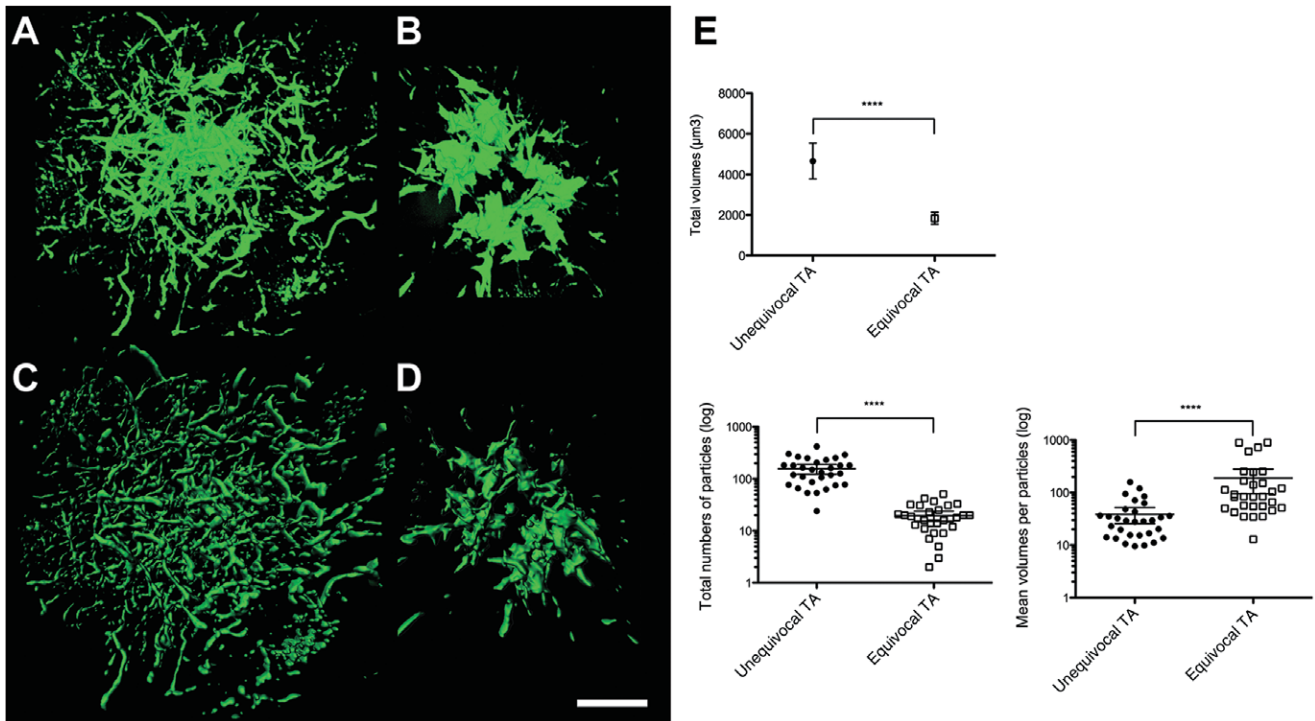 A
B
C
D
E
Total volumes (µm3)
8000
6000
4000
2000
0
****
Unequivocal TA
Equivocal TA
Total numbers of particles (log)
1000
100
10
1
****
Unequivocal TA
Equivocal TA
Mean volumes per particles (log)
1000
100
10
1
****
Unequivocal TA
Equivocal TA